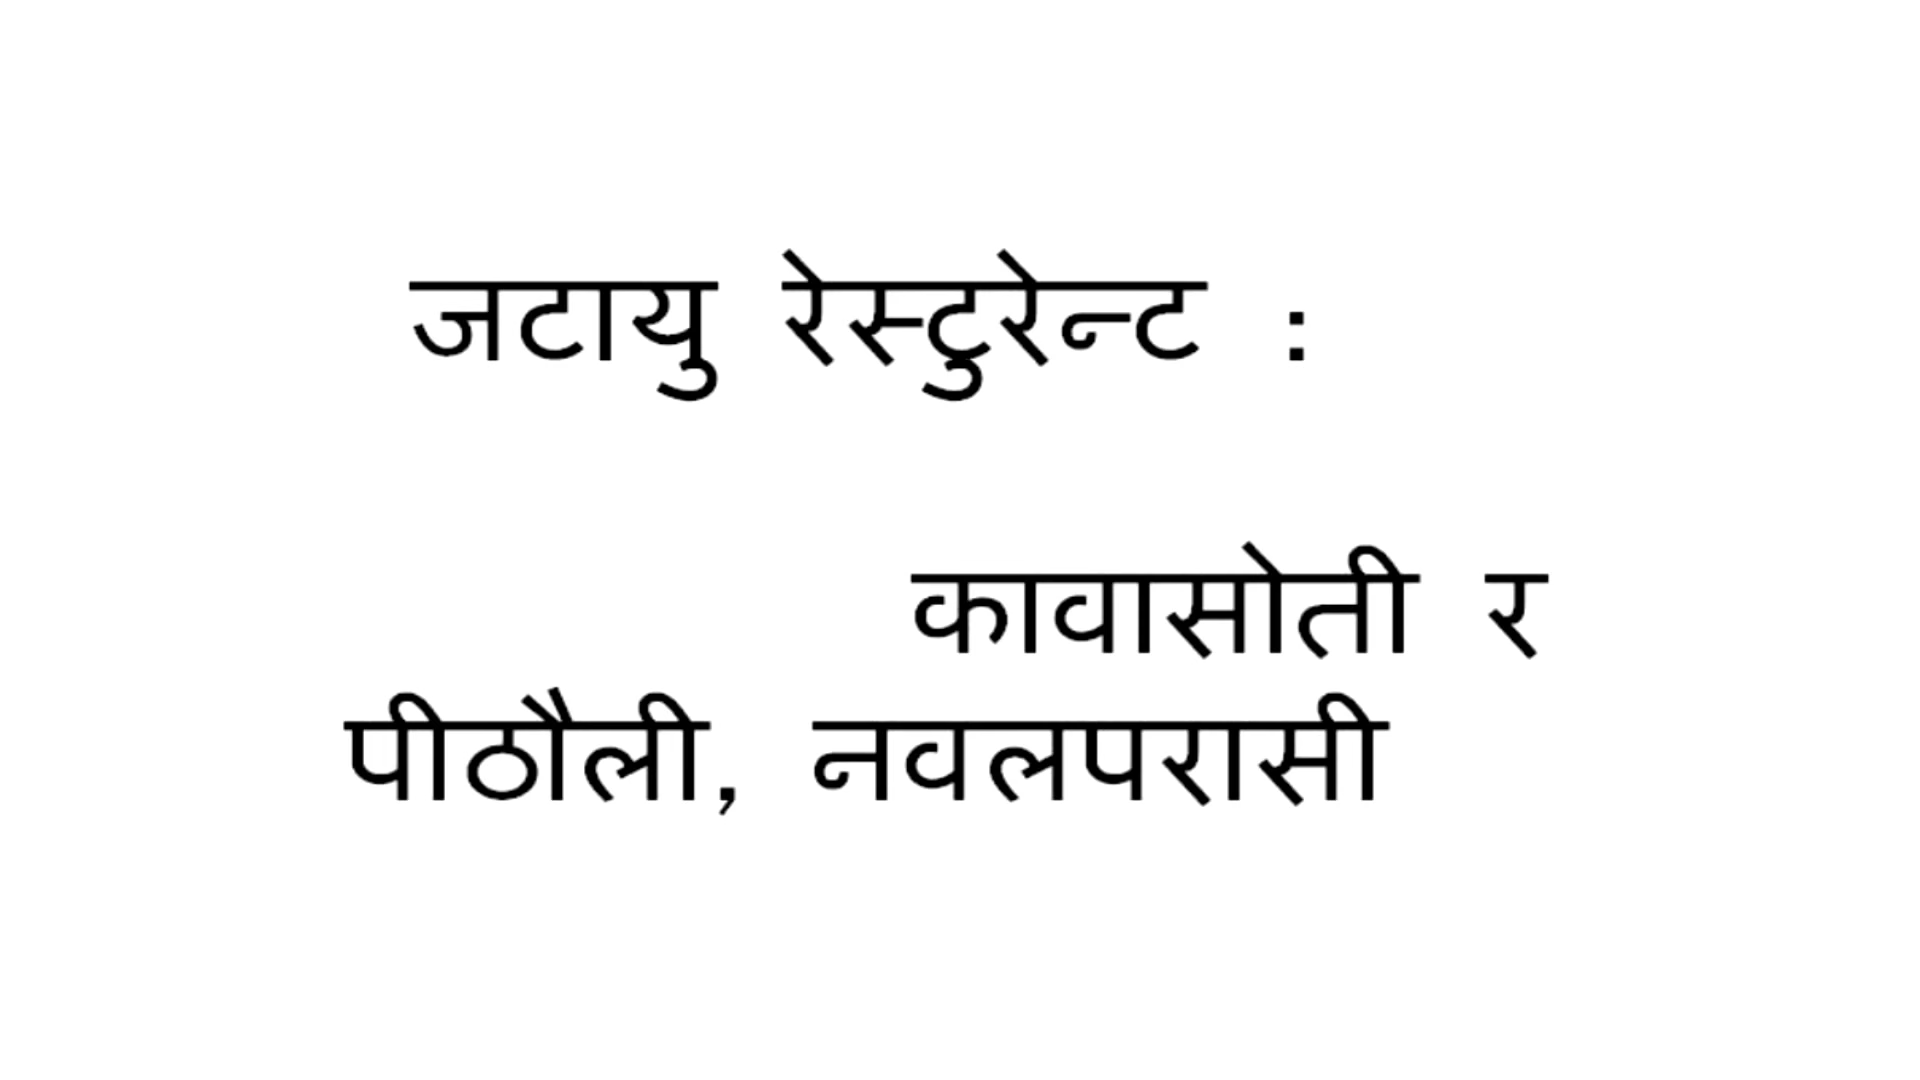 जटायु रेस्टुरेन्ट :
कावासोती र
पीठौली, नवलपरासी